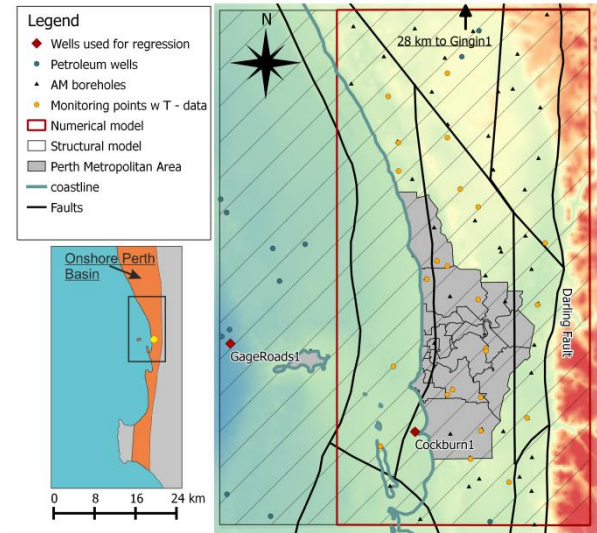 Legend
Wells used for regression
Petroleum wells
AM boreholes
Monitoring points w T - data
Numerical model
Structural model
Perth Metropolitan Area
coastline
Faults
Onshore Perth
Basin
0 8 16 24 km
N
28 km to Gingin1
Darling Fault
GageRoads1
Cockburn1